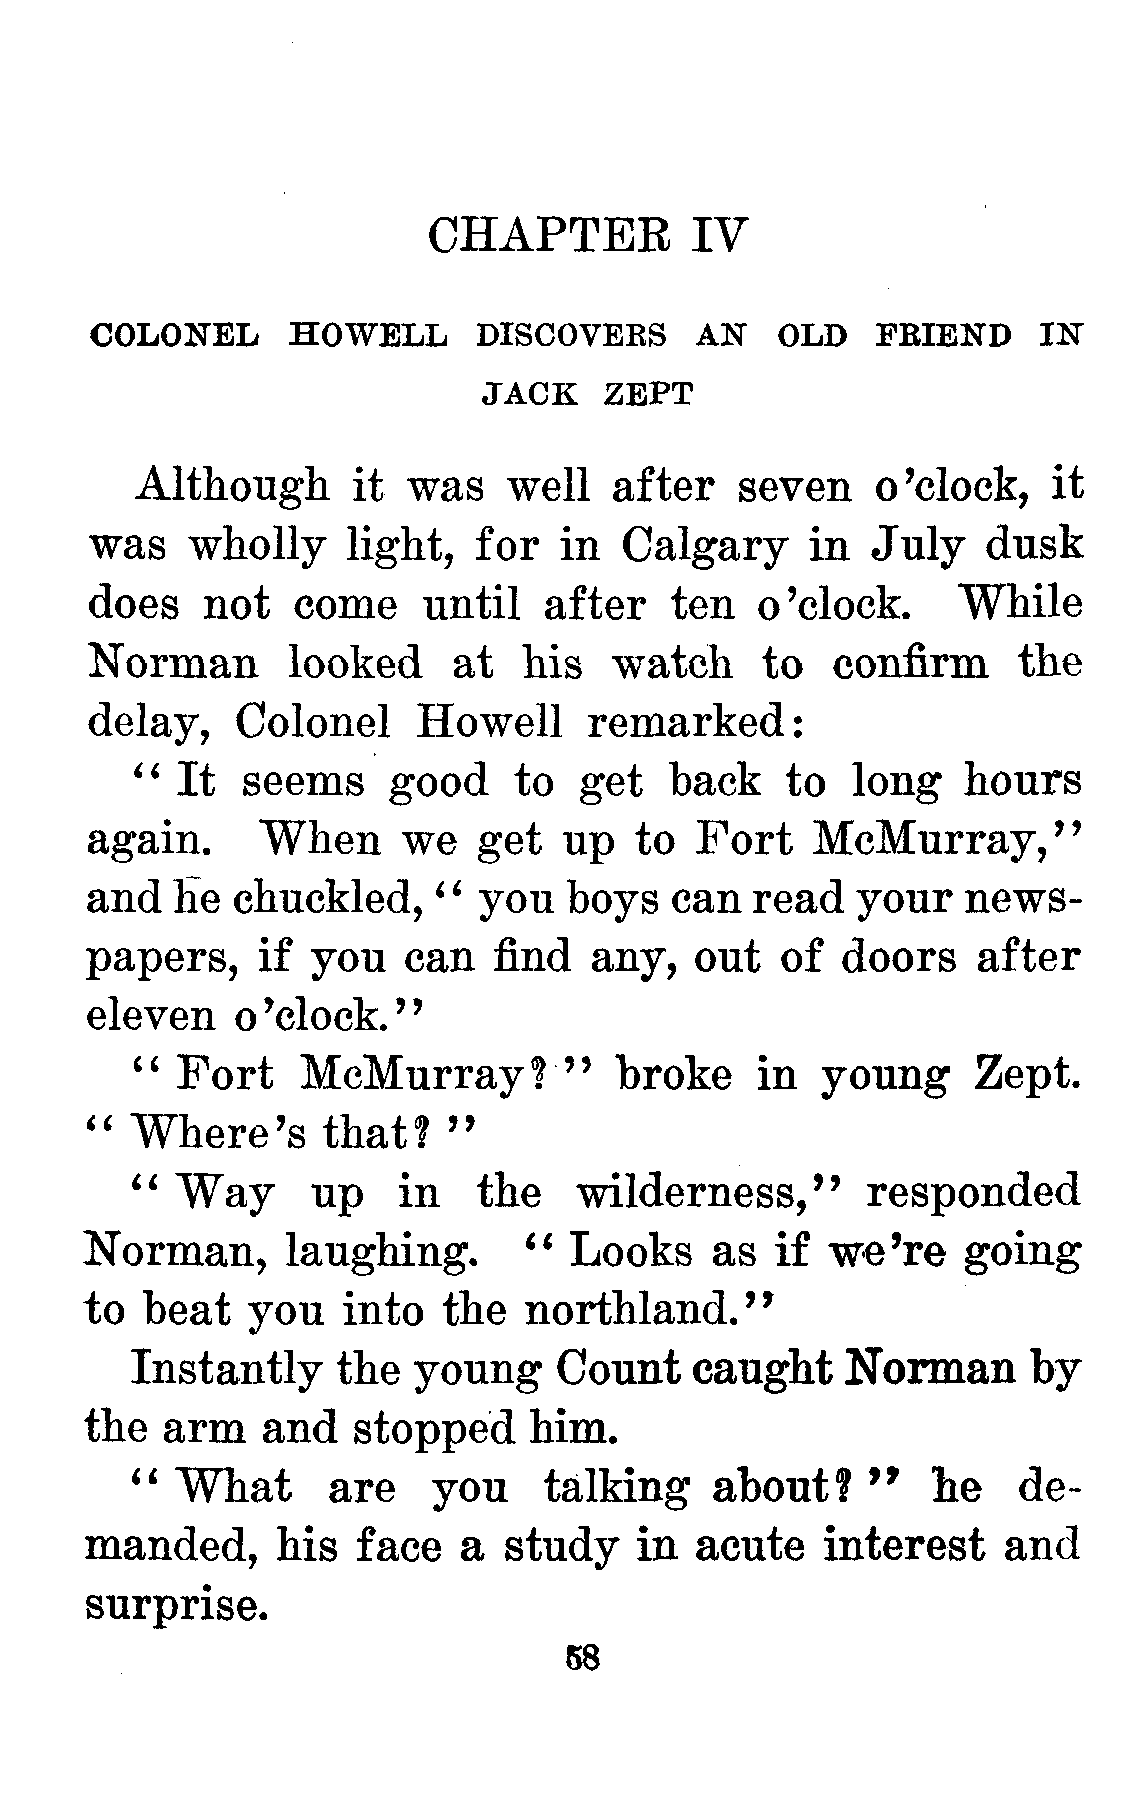 CHAPTER IV
COLONEL HOWELL DISCOVERS AN OLD FRIEND IN
JACK ZEPT
Although it was well after seven o'clock, it
was wholly light, for in Calgary in July dusk
does not come until after ten o'clock. While
Norman looked at his watch to confirm the
delay, Colonel Howell remarked:
“ It seems good to get back to long hours
again. When we get up to Fort McMurray,”
and he chuckled, “ you boys can read your news-
papers, if you can find any, out of doors after
eleven o'clock.”
“ Fort McMurray? ” broke in young Zept.
“ Where's that? ”
“ Way up in the wilderness,” responded
Norman, laughing. “ Looks as if we're going
to beat you into the northland.”
Instantly the young Count caught Norman by
the arm and stopped him.
“ What are you talking about? ” he de-
manded, his face a study in acute interest and
surprise.
58